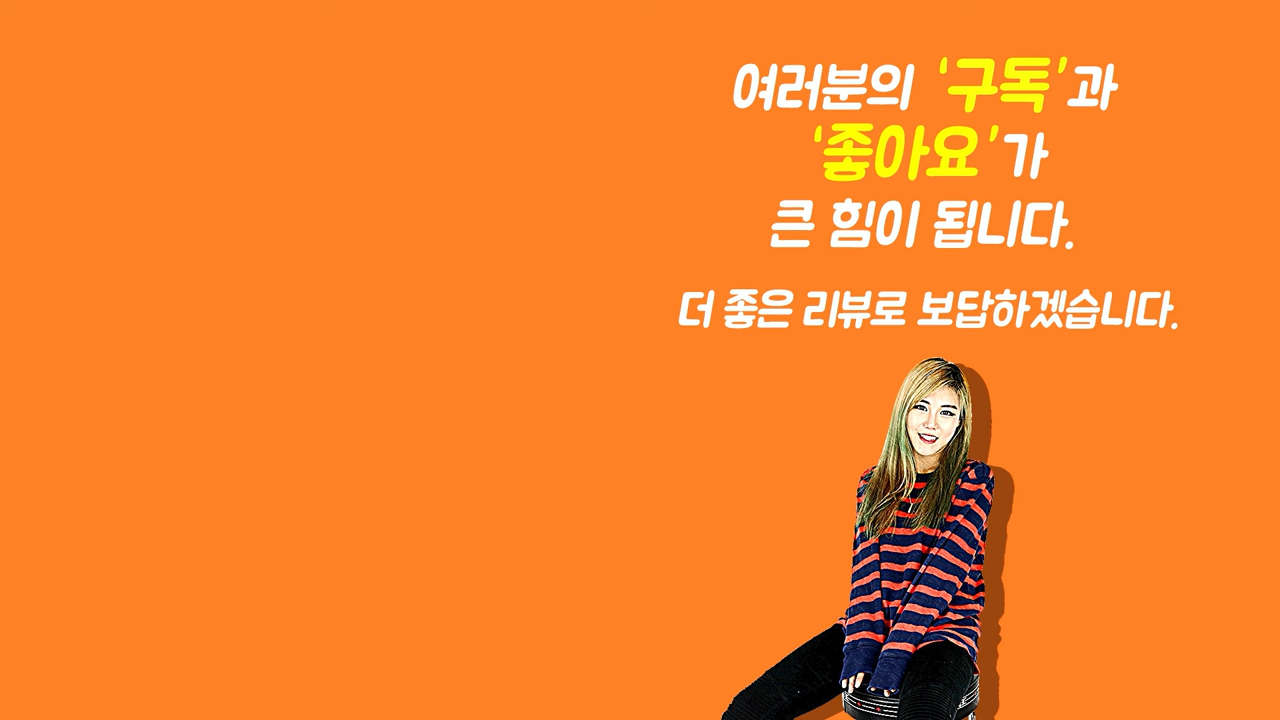 여러분의 '구독'과
'좋아요'가
큰 힘이 됩니다.
더 좋은 리뷰로 보답하겠습니다.